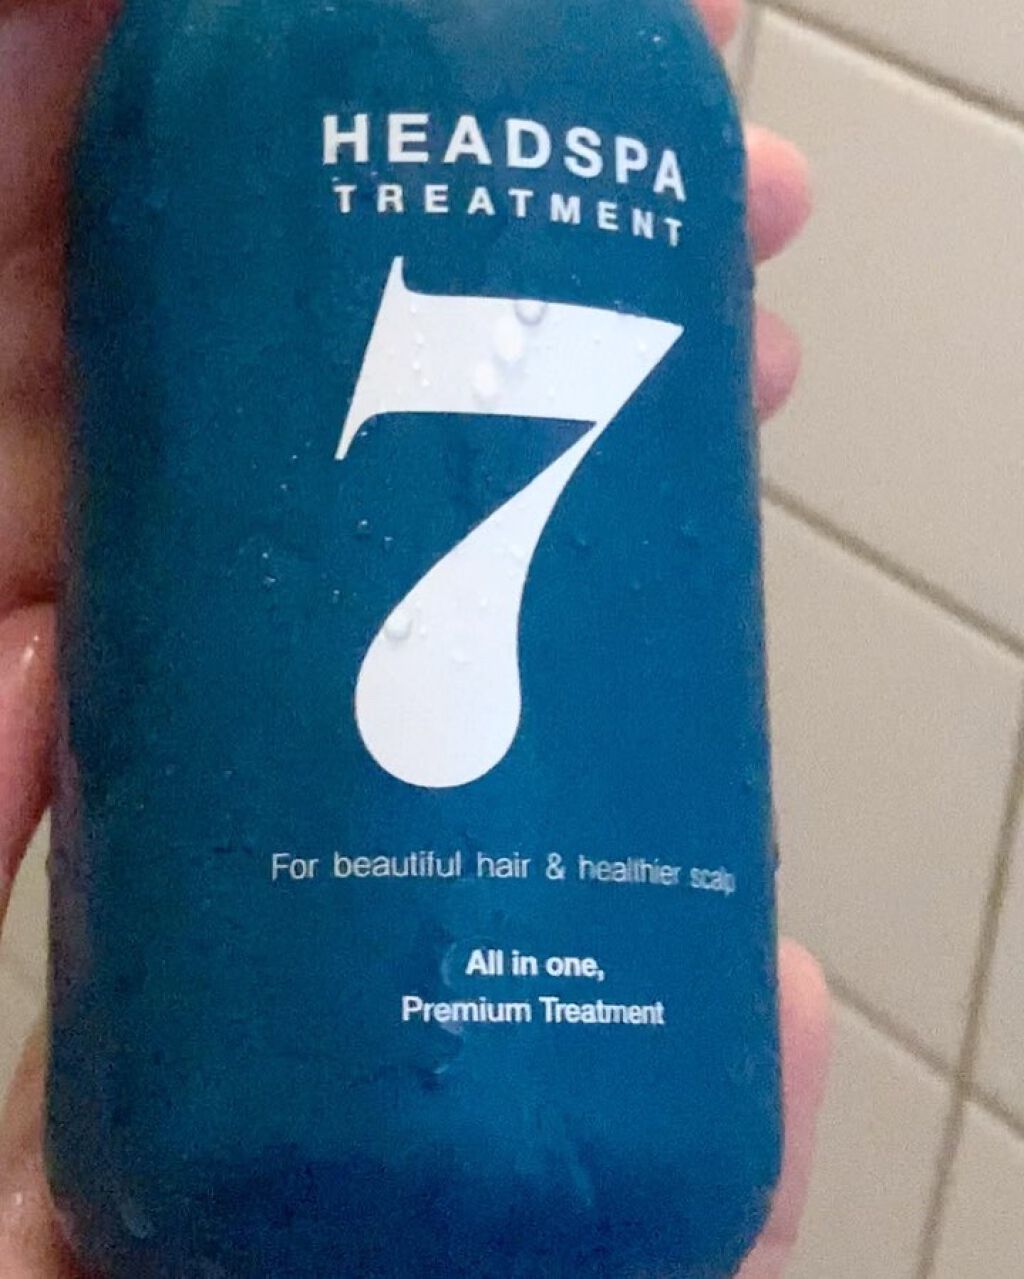 HEADSPA
TREATMENT
7
For beautiful hair & healthier scalp
All in one,
Premium Treatment